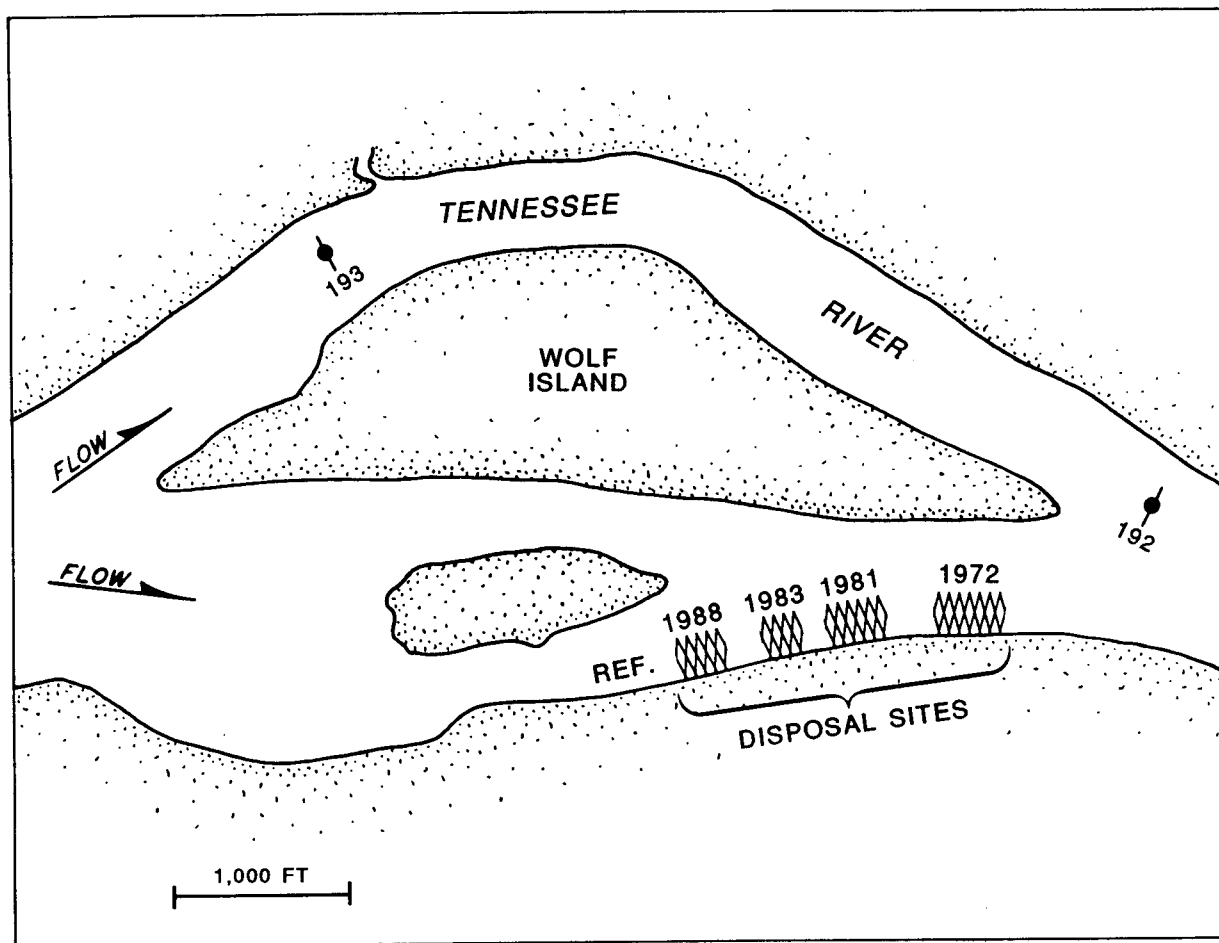 TENNESSEE
193
RIVER
WOLF
ISLAND
FLOW
192
FLOW
1988
1983
1981
1972
REF.
DISPOSAL SITES
1,000 FT